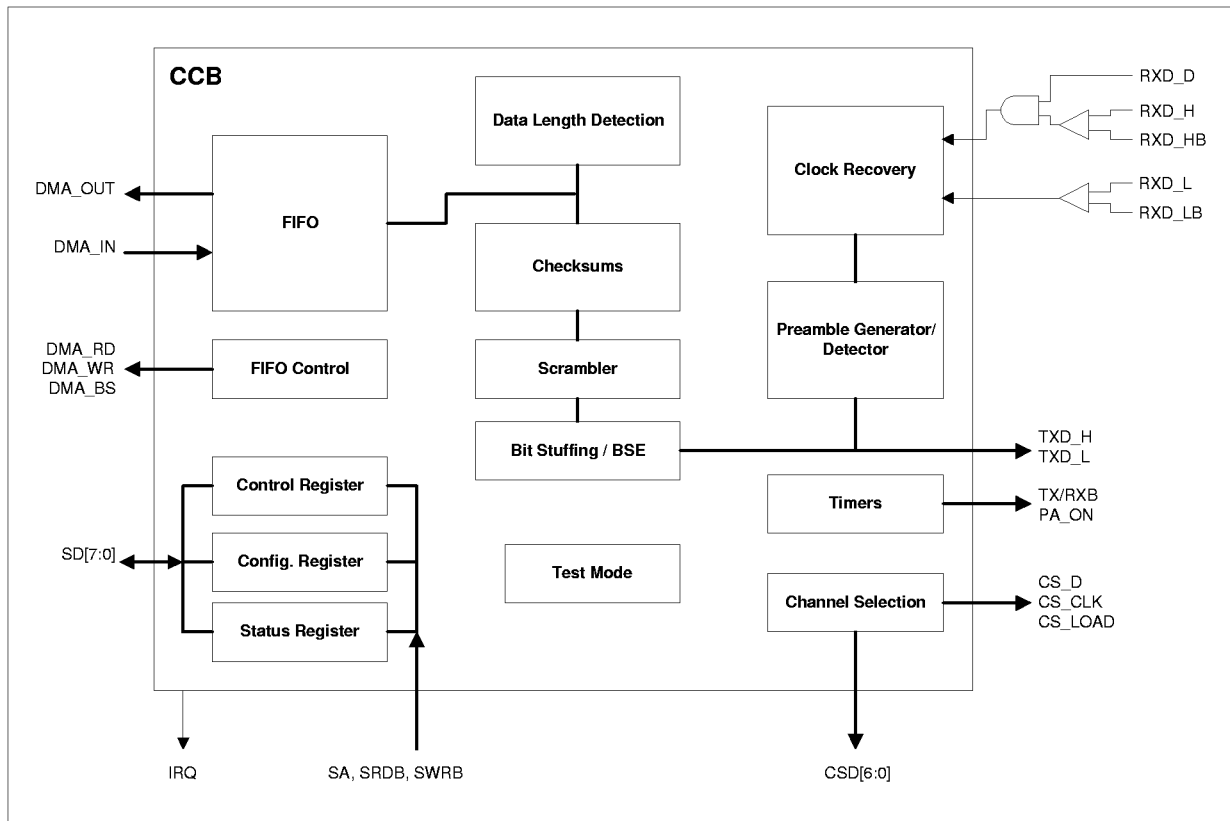 CCB
Data Length Detection
RXD_D
RXD_H
RXD_HB
Clock Recovery
RXD_L
RXD_LB
DMA_OUT
FIFO
DMA_IN
Checksums
Preamble Generator/
Detector
DMA_RD
DMA_WR
DMA_BS
FIFO Control
Scrambler
Bit Stuffing / BSE
TXD_H
TXD_L
Control Register
Timers
TX/RXB
PA_ON
SD[7:0]
Config. Register
Test Mode
Channel Selection
CS_D
CS_CLK
CS_LOAD
Status Register
IRQ
SA, SRDB, SWRB
CSD[6:0]